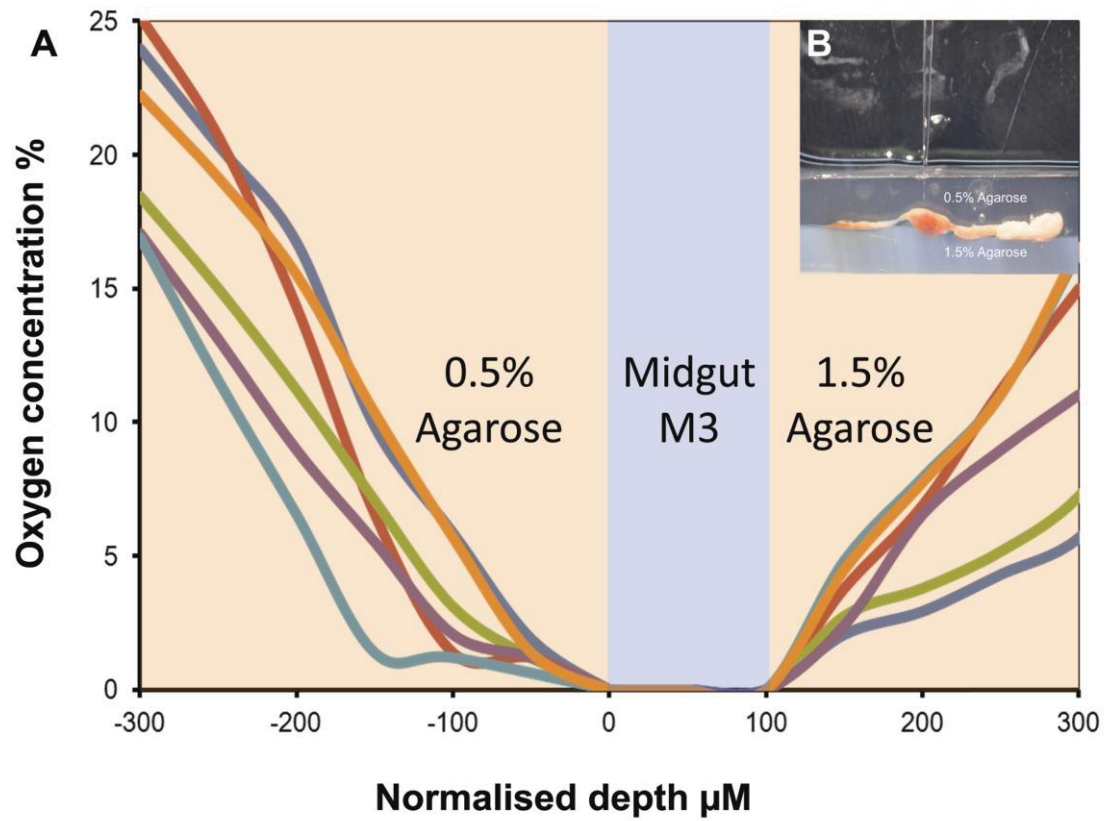 A
B
25
20
15
10
5
0
Oxygen concentration %
0.5%
Agarose
Midgut
M3
1.5%
Agarose
0.5% Agarose
1.5% Agarose
-300
-200
-100
0
100
200
300
Normalised depth µM